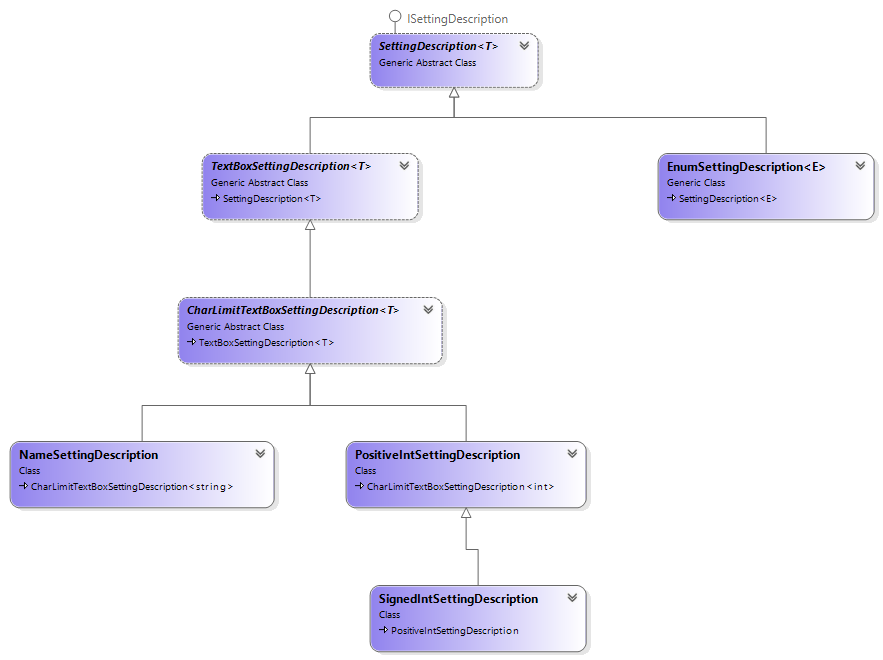 ISettingDescription
SettingDescription<T>
Generic Abstract Class
TextBoxSettingDescription<T>
Generic Abstract Class
SettingDescription<T>
EnumSettingDescription<E>
Generic Class
SettingDescription<E>
CharLimitTextBoxSettingDescription<T>
Generic Abstract Class
TextBoxSettingDescription<T>
NameSettingDescription
Class
CharLimitTextBoxSettingDescription<string>
PositiveIntSettingDescription
Class
CharLimitTextBoxSettingDescription<int>
SignedIntSettingDescription
Class
PositiveIntSettingDescription